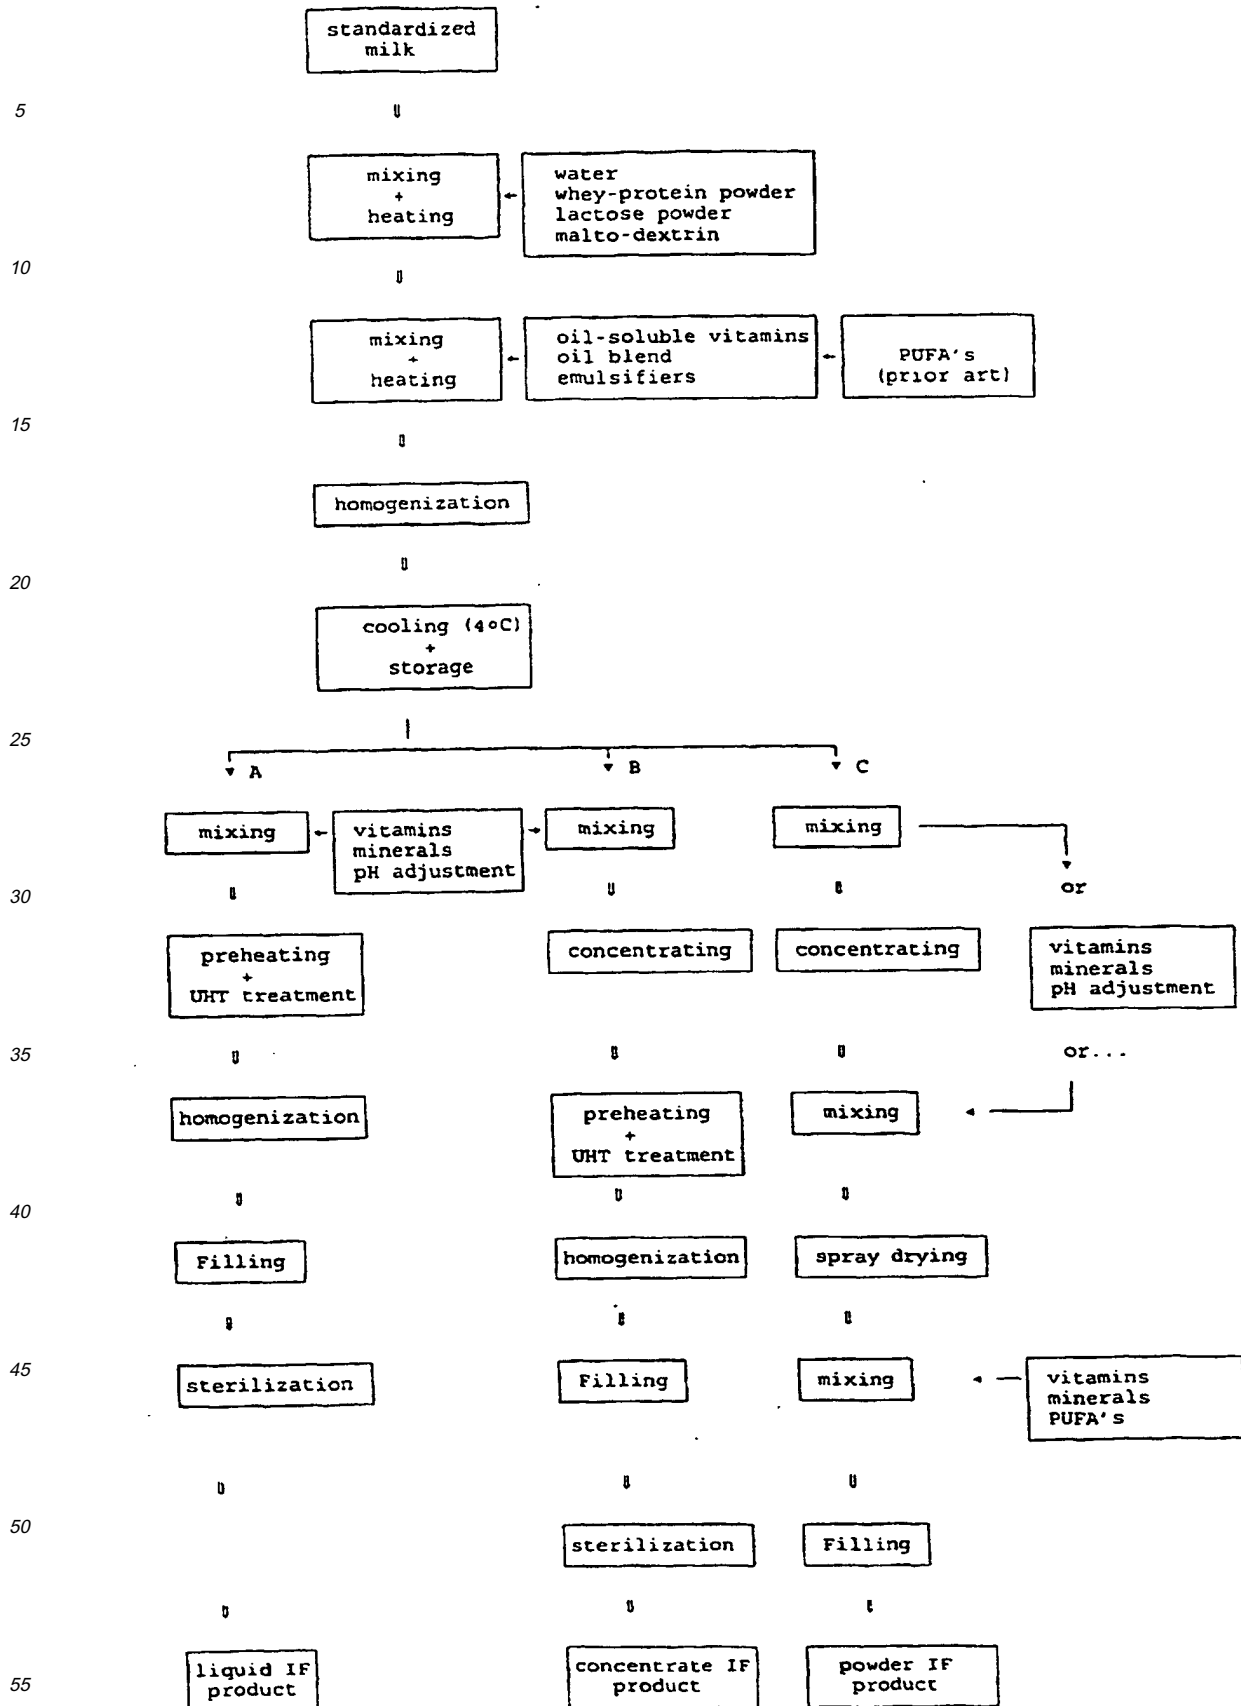 standardized
milk
5
mixing
+
heating
water
whey-protein powder
lactose powder
malto-dextrin
10
mixing
+
heating
oil-soluble vitamins
oil blend
emulsifiers
PUFA's
(prior art)
15
homogenization
20
cooling (4°C)
+
storage
25
A
B
C
mixing
vitamins
minerals
pH adjustment
mixing
mixing
30
or
preheating
+
UHT treatment
concentrating
concentrating
vitamins
minerals
pH adjustment
35
or...
homogenization
preheating
+
UHT treatment
mixing
40
Filling
homogenization
spray drying
45
sterilization
Filling
mixing
vitamins
minerals
PUFA's
50
sterilization
Filling
55
liquid IF
product
concentrate IF
product
powder IF
product